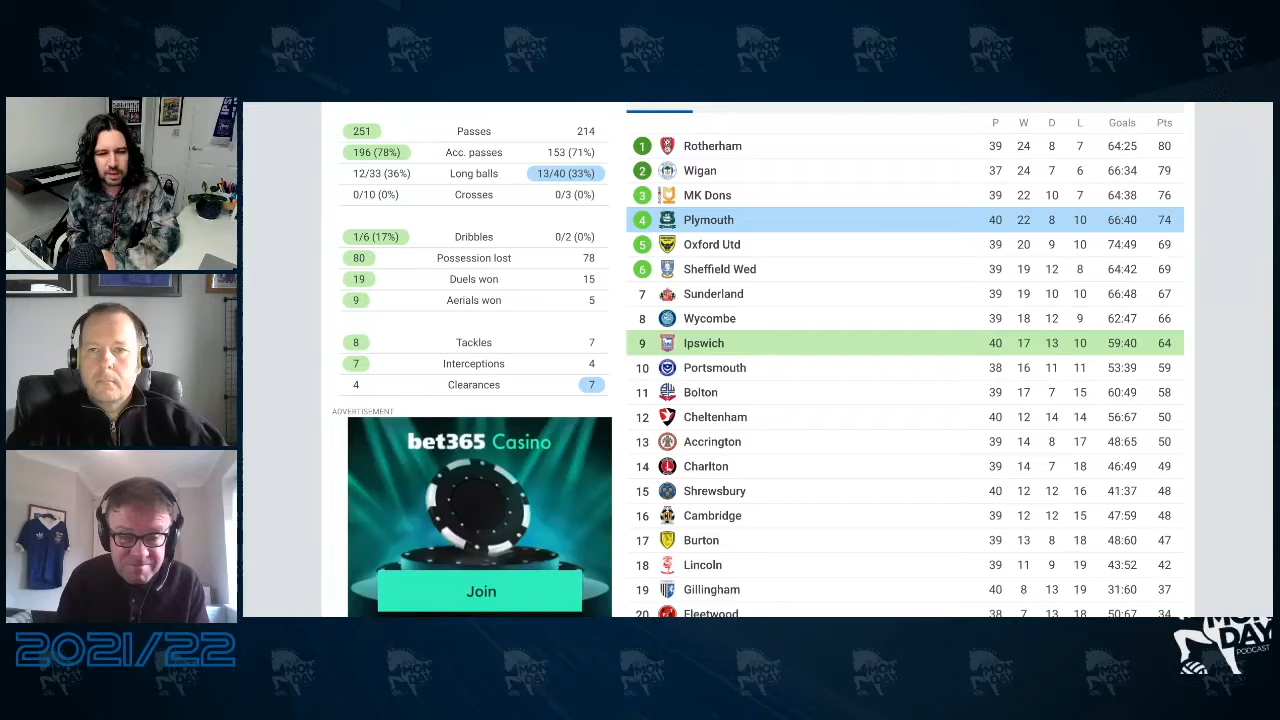 251 Passes 214
196 (78%) Acc. passes 153 (71%)
12/33 (36%) Long balls 13/40 (33%)
0/10 (0%) Crosses 0/3 (0%)
1/6 (17%) Dribbles 0/2 (0%)
80 Possession lost 78
19 Duels won 15
9 Aerials won 5
8 Tackles 7
7 Interceptions 4
4 Clearances 7
ADVERTISEMENT
bet365 Casino
Join
P W D L Goals Pts
1 Rotherham 39 24 8 7 64:25 80
2 Wigan 37 24 7 6 66:34 79
3 MK Dons 39 22 10 7 64:38 76
4 Plymouth 40 22 8 10 66:40 74
5 Oxford Utd 39 20 9 10 74:49 69
6 Sheffield Wed 39 19 12 8 64:42 69
7 Sunderland 39 19 10 10 66:48 67
8 Wycombe 39 18 12 9 62:47 66
9 Ipswich 40 17 13 10 59:40 64
10 Portsmouth 38 16 11 11 53:39 59
11 Bolton 39 17 7 15 60:49 58
12 Cheltenham 40 12 14 14 56:67 50
13 Accrington 39 14 8 17 48:65 50
14 Charlton 39 14 7 18 46:49 49
15 Shrewsbury 40 12 12 16 41:37 48
16 Cambridge 39 12 12 15 47:59 48
17 Burton 39 13 8 18 48:60 47
18 Lincoln 39 11 9 19 43:52 42
19 Gillingham 40 8 13 19 31:60 37
20 Fleetwood 38 7 13 18 50:67 34
2021/22
MON
DAY
PODCAST